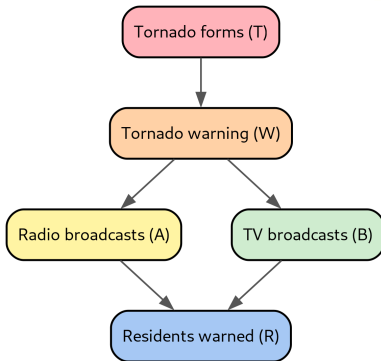 Tornado forms (T)
Tornado warning (W)
Radio broadcasts (A)
TV broadcasts (B)
Residents warned (R)